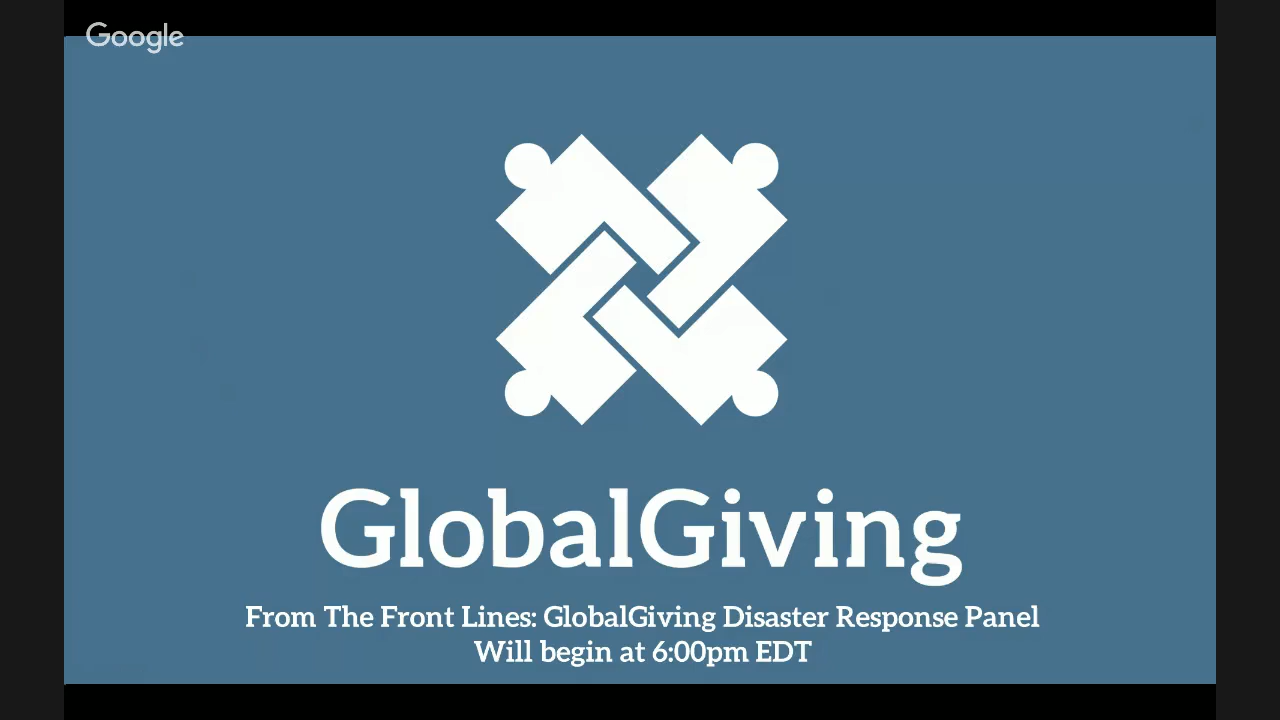 Google
GlobalGiving
From The Front Lines: GlobalGiving Disaster Response Panel
Will begin at 6:00pm EDT